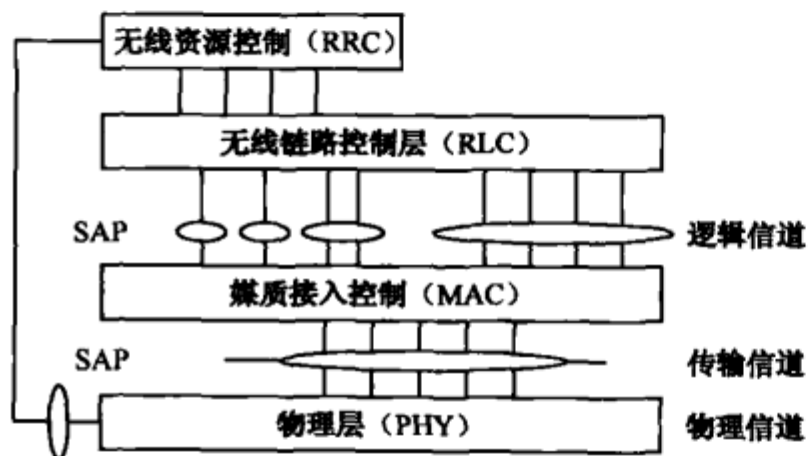 无线资源控制（RRC）
无线链路控制层（RLC）
SAP
逻辑信道
媒质接入控制（MAC）
SAP
传输信道
物理层（PHY）
物理信道